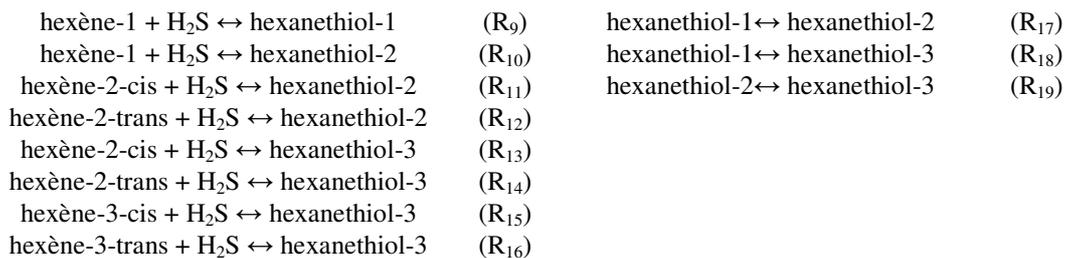 hexène-1 + H₂S ↔ hexanethiol-1 (R₉)
hexène-1 + H₂S ↔ hexanethiol-2 (R₁₀)
hexène-2-cis + H₂S ↔ hexanethiol-2 (R₁₁)
hexène-2-trans + H₂S ↔ hexanethiol-2 (R₁₂)
hexène-2-cis + H₂S ↔ hexanethiol-3 (R₁₃)
hexène-2-trans + H₂S ↔ hexanethiol-3 (R₁₄)
hexène-3-cis + H₂S ↔ hexanethiol-3 (R₁₅)
hexène-3-trans + H₂S ↔ hexanethiol-3 (R₁₆)
hexanethiol-1↔ hexanethiol-2 (R₁₇)
hexanethiol-1↔ hexanethiol-3 (R₁₈)
hexanethiol-2↔ hexanethiol-3 (R₁₉)